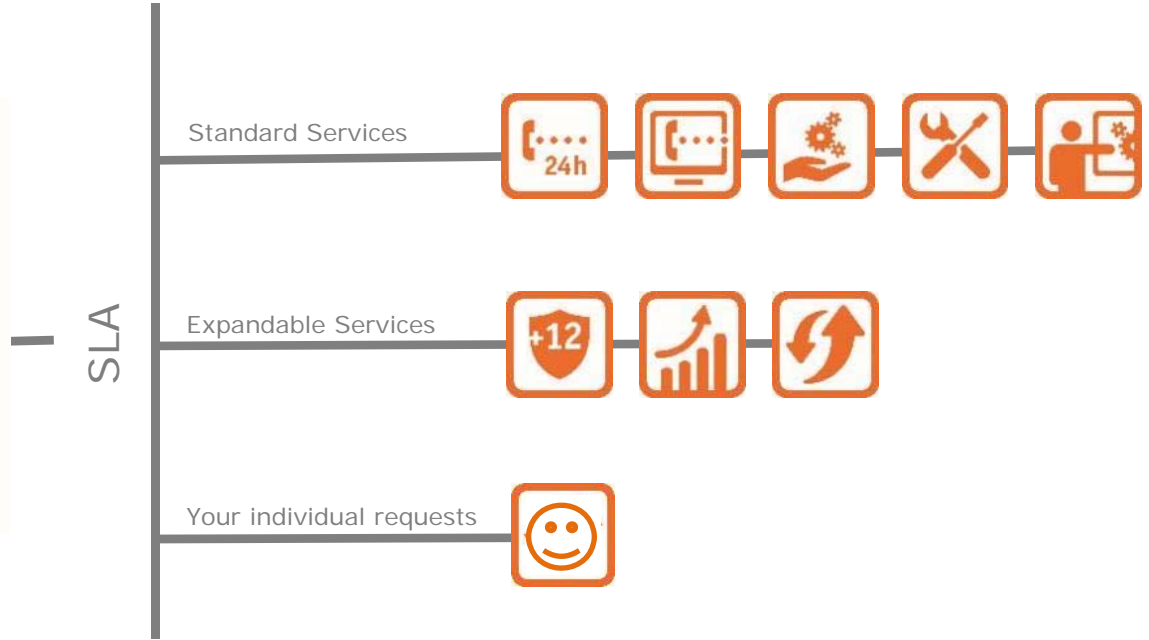 Standard Services
24h
SLA
Expandable Services
+12
Your individual requests